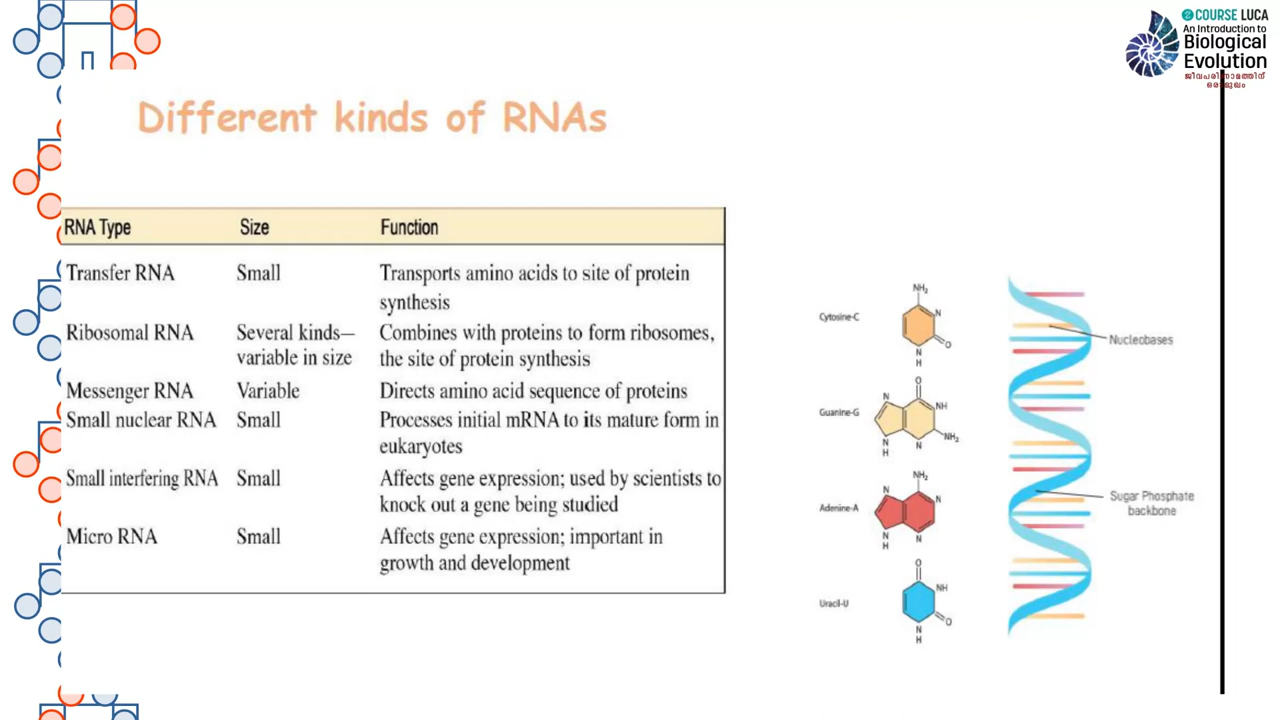 COURSE LUCA
An Introduction to
Biological
Evolution
ജീവപരിണാമത്തിന്
ഒരു മുഖം
Different kinds of RNAs
RNA Type Size Function
Transfer RNA Small Transports amino acids to site of protein
synthesis
Ribosomal RNA Several kinds— Combines with proteins to form ribosomes,
variable in size the site of protein synthesis
Messenger RNA Variable Directs amino acid sequence of proteins
Small nuclear RNA Small Processes initial mRNA to its mature form in
eukaryotes
Small interfering RNA Small Affects gene expression; used by scientists to
knock out a gene being studied
Micro RNA Small Affects gene expression; important in
growth and development
Cytosine-C
NH₂
N
O
N
H
Guanine-G
O
N
NH
NH₂
N
N
H
Adenine-A
NH₂
N
N
N
N
H
Uracil-U
O
NH
O
N
H
Nucleobases
Sugar Phosphate
backbone